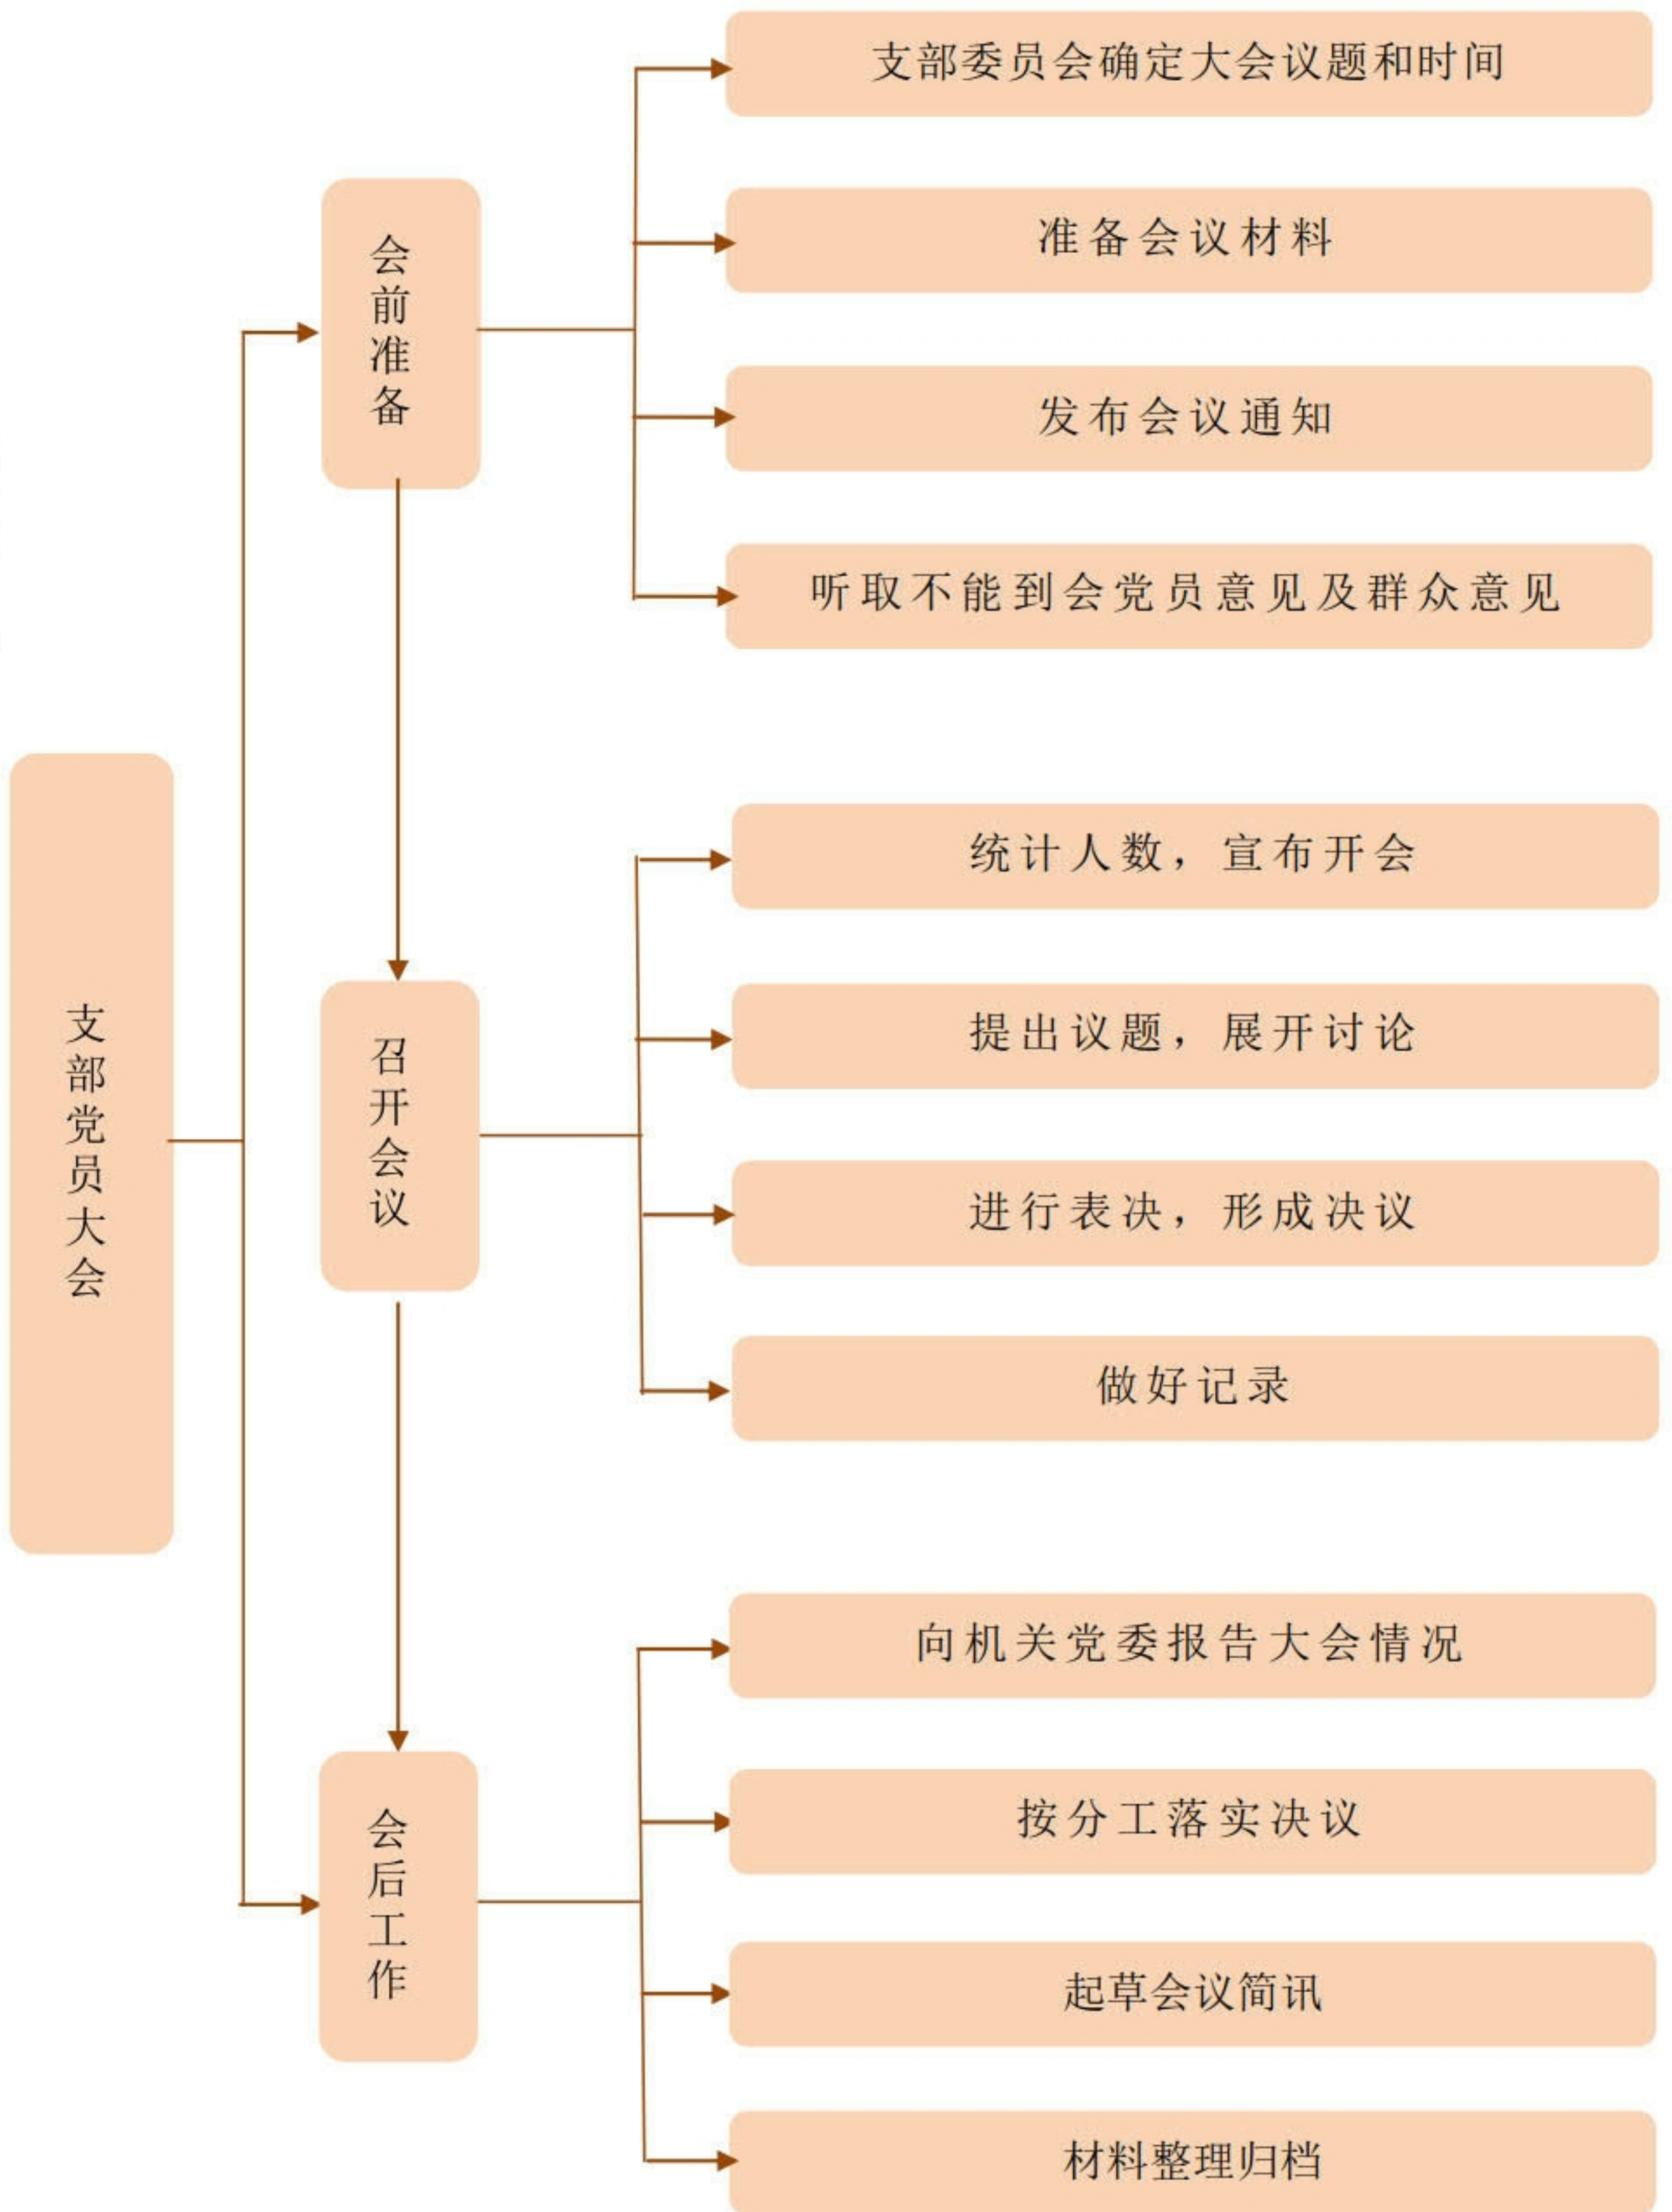 支部党员大会
会前准备
支部委员会确定大会议题和时间
准备会议材料
发布会议通知
听取不能到会党员意见及群众意见
召开会议
统计人数，宣布开会
提出议题，展开讨论
进行表决，形成决议
做好记录
会后工作
向机关党委报告大会情况
按分工落实决议
起草会议简讯
材料整理归档